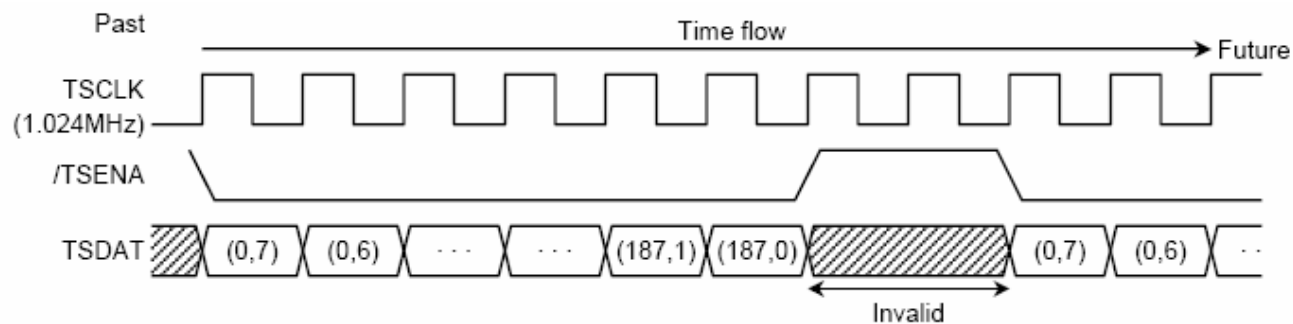 Past
Time flow
Future
TSCLK
(1.024MHz)
/TSENA
TSDAT (0,7) (0,6) ··· ··· (187,1) (187,0) (0,7) (0,6) ··
Invalid